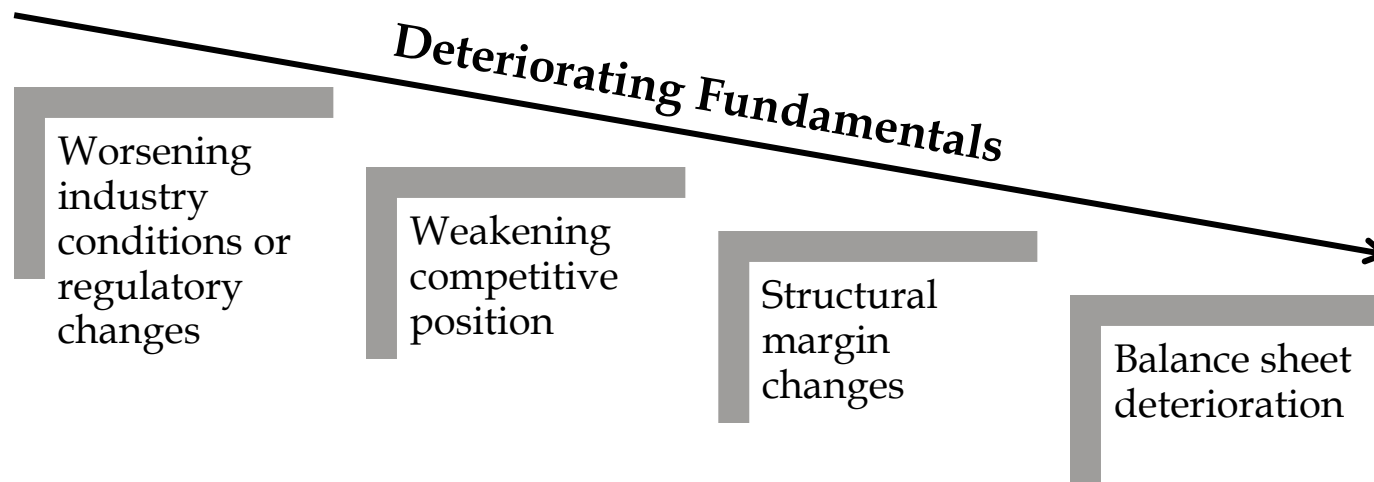 Deteriorating Fundamentals
Worsening
industry
conditions or
regulatory
changes
Weakening
competitive
position
Structural
margin
changes
Balance sheet
deterioration